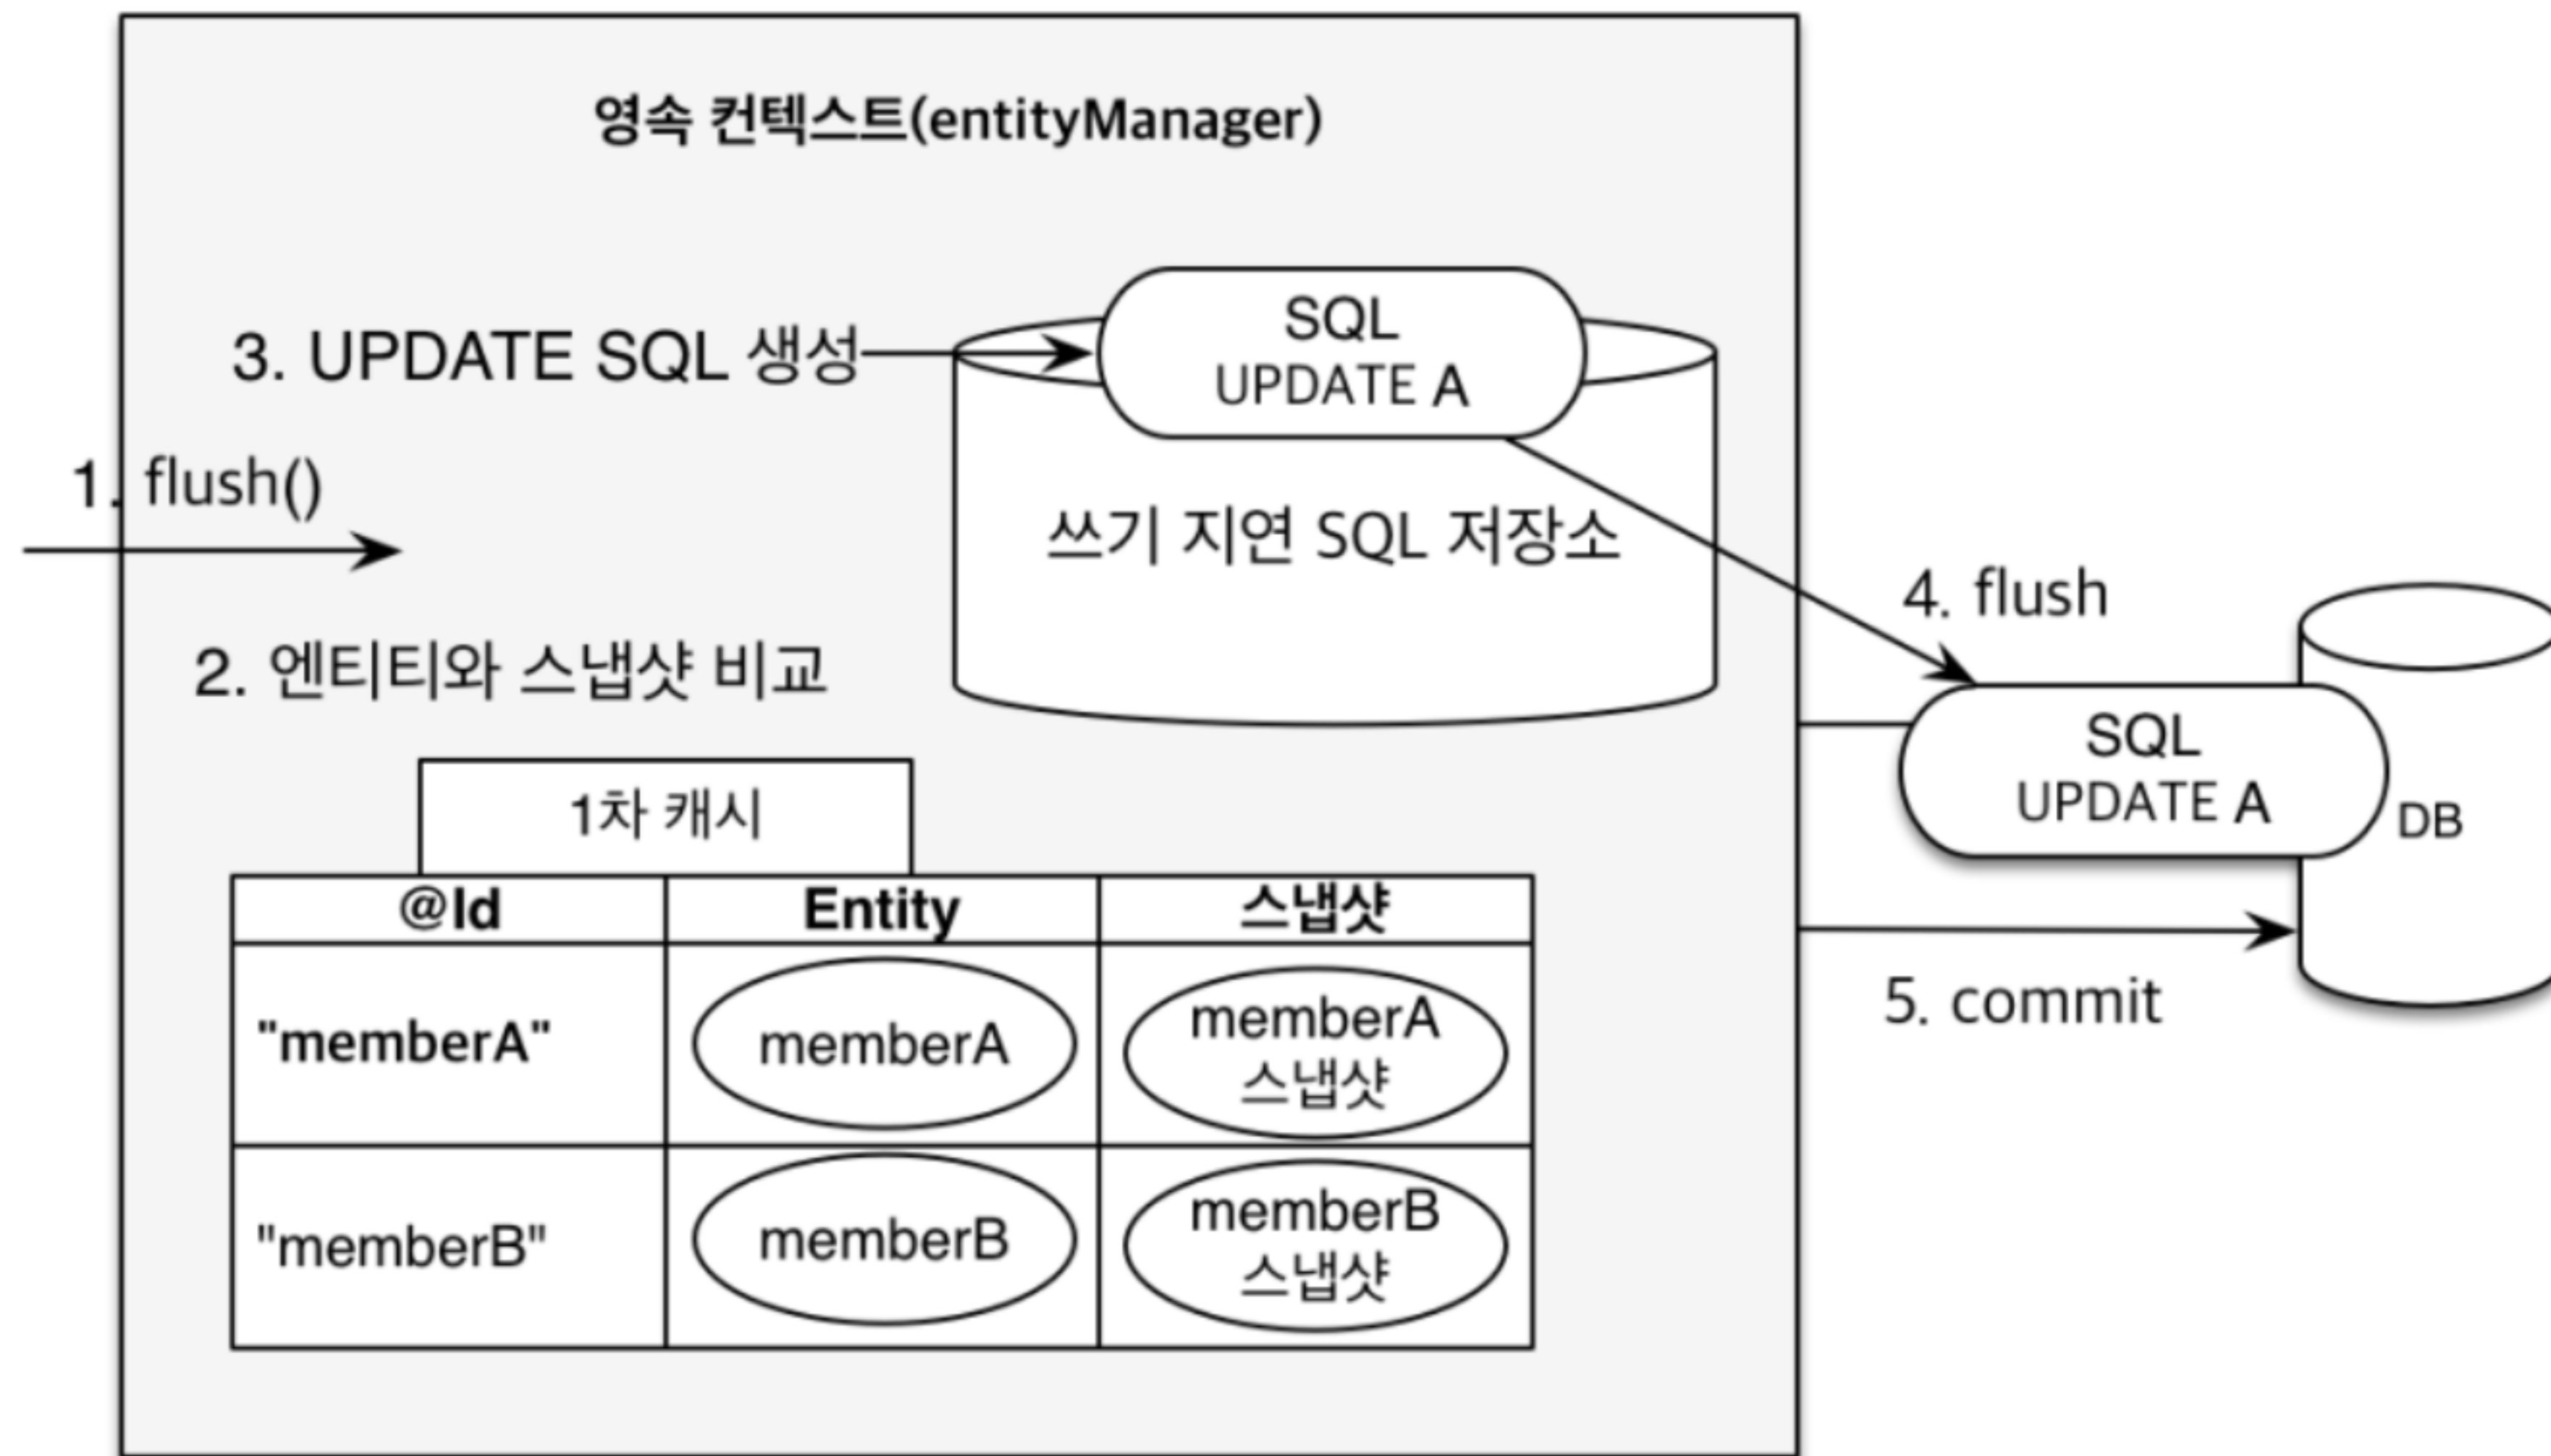 영속 컨텍스트(entityManager)
3. UPDATE SQL 생성
SQL
UPDATE A
1. flush()
쓰기 지연 SQL 저장소
4. flush
2. 엔티티와 스냅샷 비교
SQL
UPDATE A
DB
1차 캐시
@Id Entity 스냅샷
5. commit
"memberA" memberA memberA
스냅샷
"memberB" memberB memberB
스냅샷